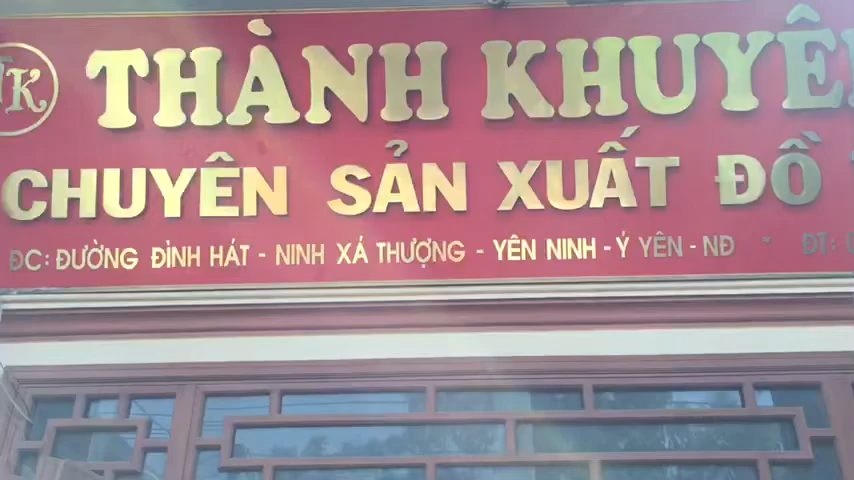 TK
THÀNH KHUYÊ
CHUYÊN SẢN XUẤT ĐỒ
ĐC: ĐƯỜNG ĐÌNH HÁT - NINH XÁ THƯỢNG - YÊN NINH - Ý YÊN - NĐ * ĐT: